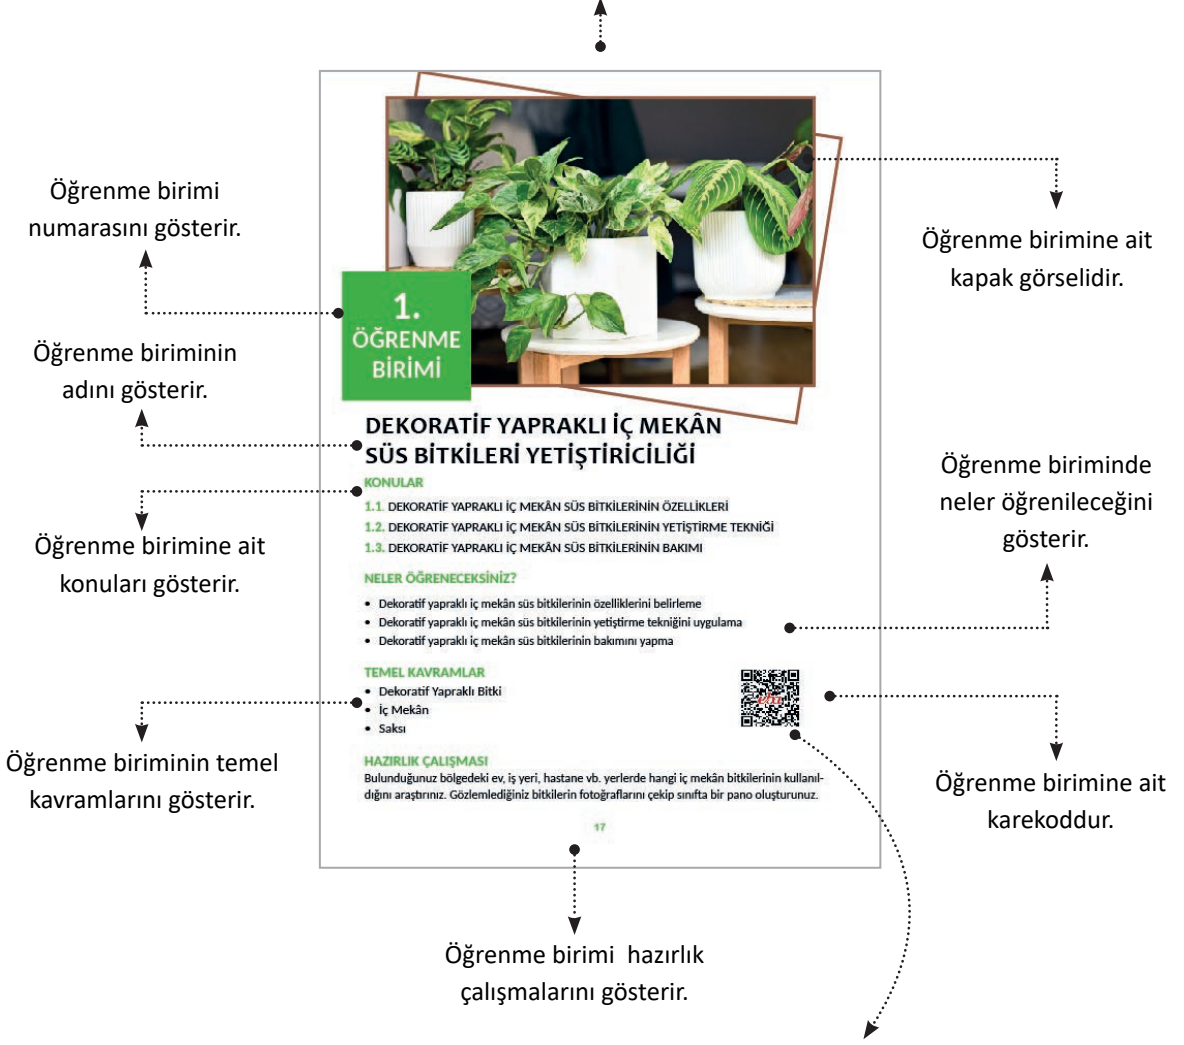 Öğrenme birimi
numarasını gösterir.
Öğrenme birimine ait
kapak görselidir.
1.
ÖĞRENME
BİRİMİ
Öğrenme biriminin
adını gösterir.
DEKORATİF YAPRAKLI İÇ MEKÂN
SÜS BİTKİLERİ YETİŞTİRİCİLİĞİ
KONULAR
1.1. DEKORATİF YAPRAKLI İÇ MEKÂN SÜS BİTKİLERİNİN ÖZELLİKLERİ
1.2. DEKORATİF YAPRAKLI İÇ MEKÂN SÜS BİTKİLERİNİN YETİŞTİRME TEKNİĞİ
1.3. DEKORATİF YAPRAKLI İÇ MEKÂN SÜS BİTKİLERİNİN BAKIMI
Öğrenme birimine ait
konuları gösterir.
Öğrenme biriminde
neler öğrenileceğini
gösterir.
NELER ÖĞRENECEKSİNİZ?
• Dekoratif yapraklı iç mekân süs bitkilerinin özelliklerini belirleme
• Dekoratif yapraklı iç mekân süs bitkilerinin yetiştirme tekniğini uygulama
• Dekoratif yapraklı iç mekân süs bitkilerinin bakımını yapma
TEMEL KAVRAMLAR
• Dekoratif Yapraklı Bitki
• İç Mekân
• Saksı
eba
Öğrenme biriminin temel
kavramlarını gösterir.
Öğrenme birimine ait
karekoddur.
HAZIRLIK ÇALIŞMASI
Bulunduğunuz bölgedeki ev, iş yeri, hastane vb. yerlerde hangi iç mekân bitkilerinin kullanıl-
dığını araştırınız. Gözlemlediğiniz bitkilerin fotoğraflarını çekip sınıfta bir pano oluşturunuz.
17
Öğrenme birimi hazırlık
çalışmalarını gösterir.